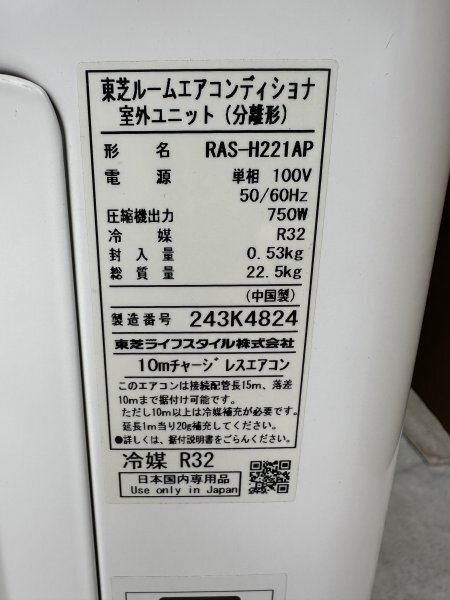 東芝ルームエアコンディショナ
室外ユニット（分離形）
形 名 RAS-H221AP
電 源 単相 100V
50/60Hz
圧縮機出力 750W
冷 媒 R32
封 入 量 0.53kg
総 質 量 22.5kg
（中国製）
製造番号 243K4824
東芝ライフスタイル株式会社
10mチャージレスエアコン
このエアコンは接続配管長15m、落差
10mまで据付け可能です。
ただし10m以上は冷媒補充が必要です。
延長1m当り20g補充してください。
●詳しくは、据付説明書をごらんください。
冷媒 R32
日本国内専用品
Use only in Japan